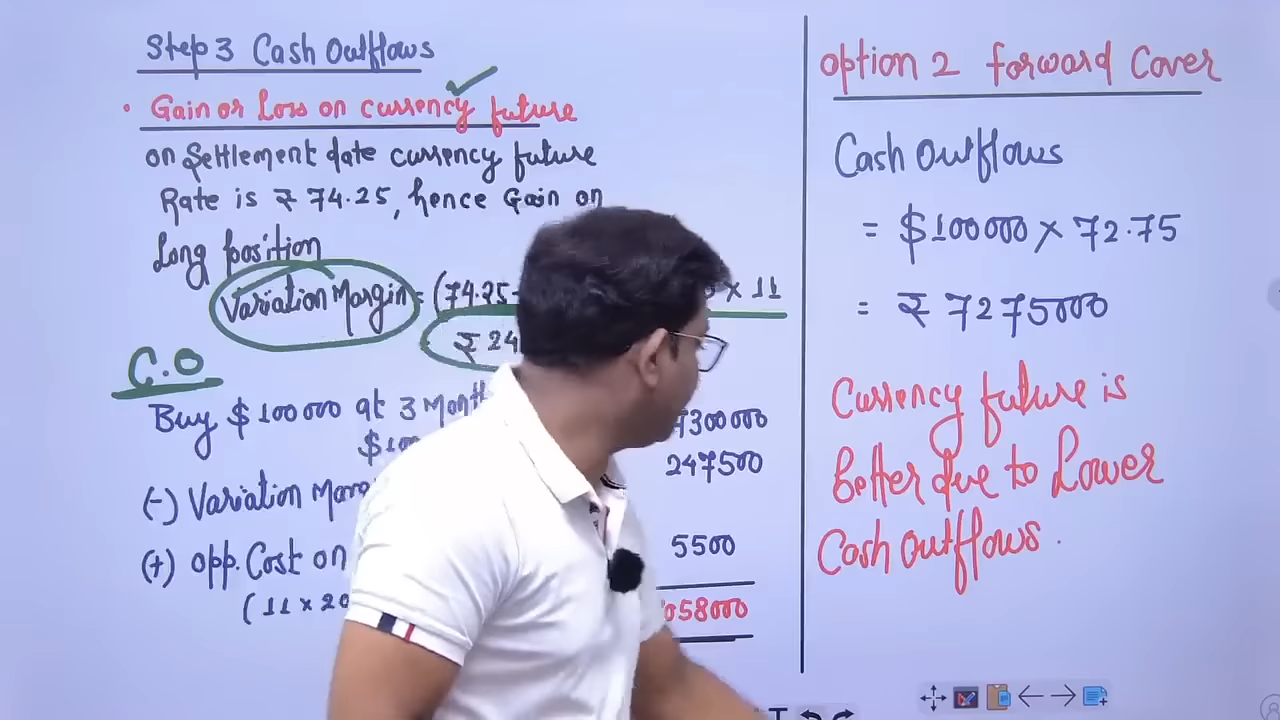 Step 3 Cash Outflows
• Gain or Loss on currency future
on Settlement date currency future
Rate is ₹ 74.25, hence Gain on
Long position
Variation Margin = (74.25- × 11
₹ 24
C.O
Buy $ 100000 at 3 Month 7300000
$100
(-) Variation Marg 247500
(+) Opp. Cost on 5500
(11 × 20
058000
Option 2 Forward Cover
Cash Outflows
= $100000 × 72.75
= ₹ 7275000
Currency future is
Better due to Lower
Cash Outflows.